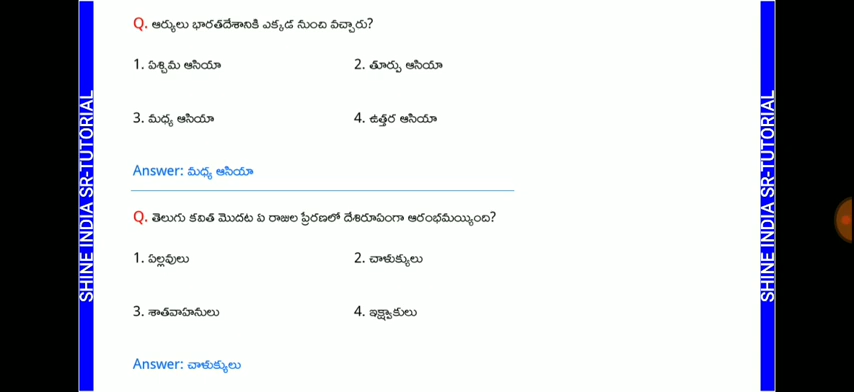 Q. ఆర్యులు భారతదేశానికి ఎక్కడ నుంచి వచ్చారు?
1. పశ్చిమ ఆసియా 2. తూర్పు ఆసియా
3. మధ్య ఆసియా 4. ఉత్తర ఆసియా
Answer: మధ్య ఆసియా
Q. తెలుగు కవిత మొదట ఏ రాజుల ప్రేరణలో దేశిరూపంగా ఆరంభమయ్యింది?
1. పల్లవులు 2. చాళుక్యులు
3. శాతవాహనులు 4. ఇక్ష్వాకులు
Answer: చాళుక్యులు
SHINE INDIA SR-TUTORIAL
SHINE INDIA SR-TUTORIAL